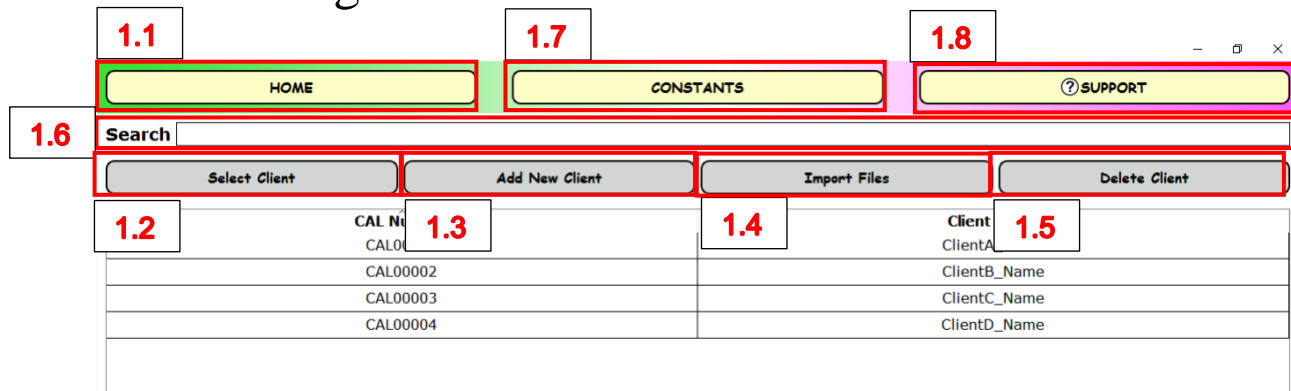 1.1 1.7 1.8
HOME CONSTANTS ?SUPPORT
1.6 Search
Select Client Add New Client Import Files Delete Client
1.2 1.3 1.4 1.5
CAL Client
CAL00002 ClientB_Name
CAL00003 ClientC_Name
CAL00004 ClientD_Name